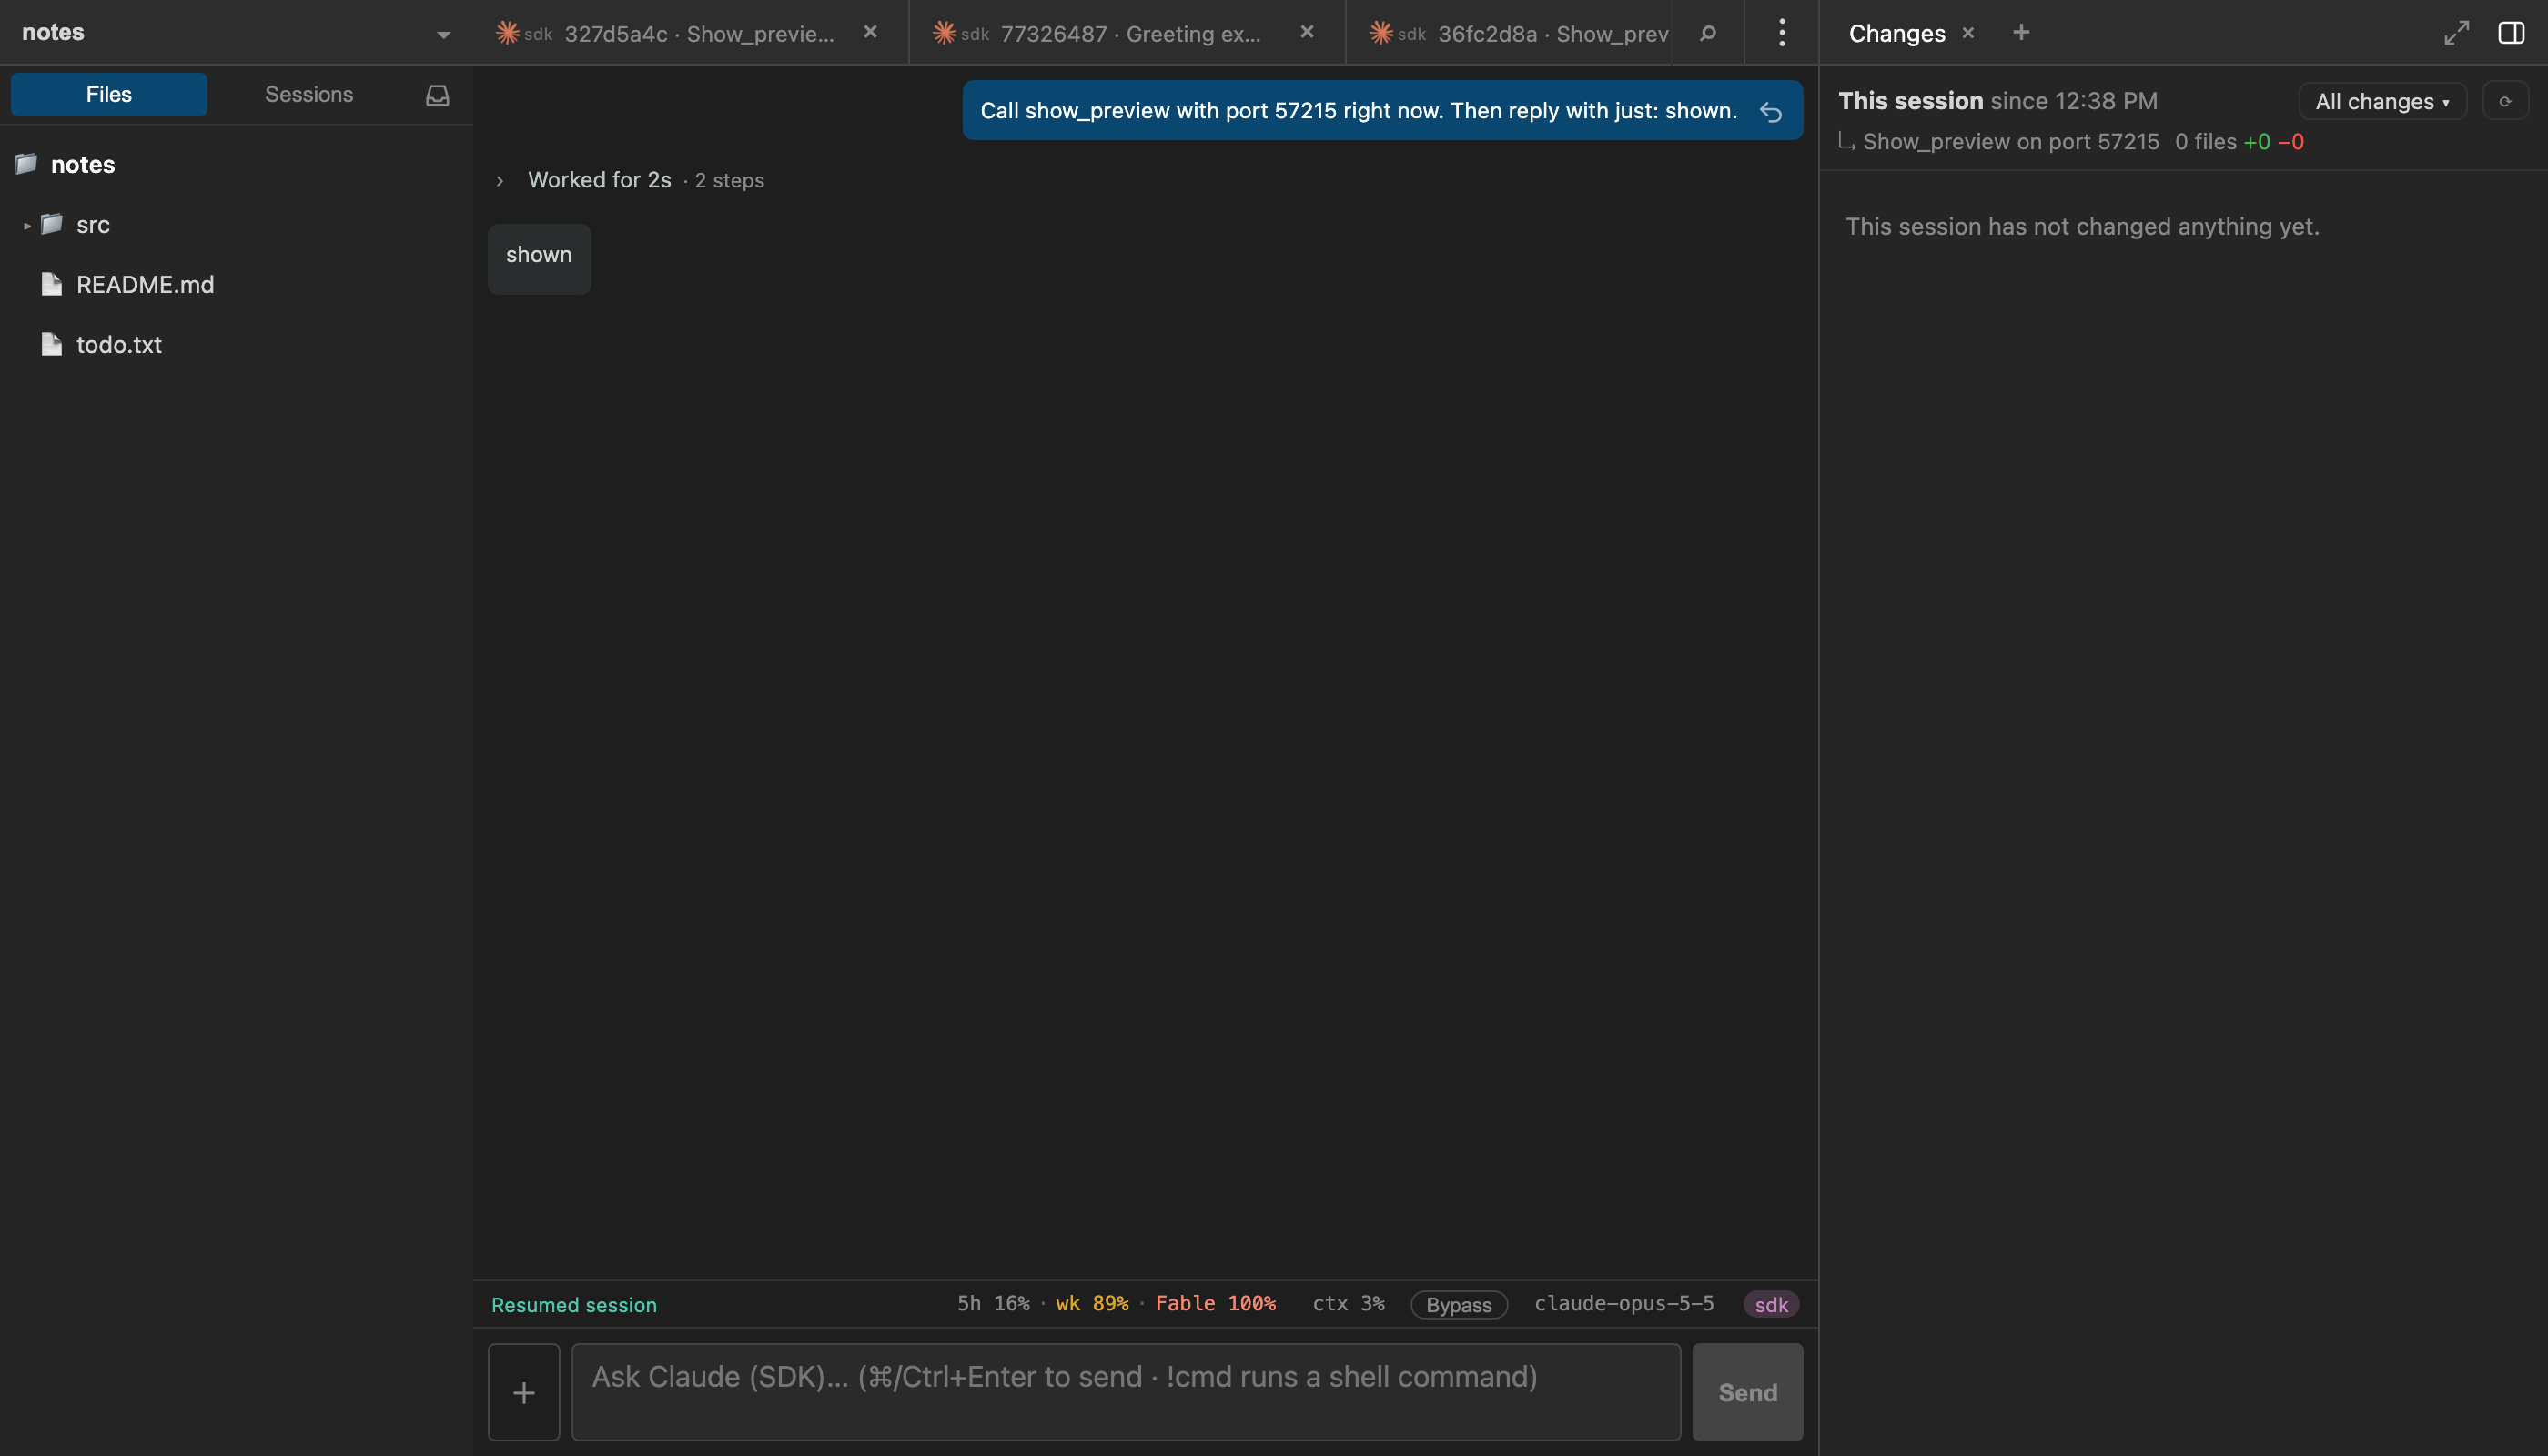 notes
sdk 327d5a4c · Show_previe...
sdk 77326487 · Greeting ex...
sdk 36fc2d8a · Show_prev
Changes
Files
Sessions
notes
src
README.md
todo.txt
Call show_preview with port 57215 right now. Then reply with just: shown.
Worked for 2s · 2 steps
shown
This session since 12:38 PM
All changes
Show_preview on port 57215 0 files +0 −0
This session has not changed anything yet.
Resumed session
5h 16% · wk 89% · Fable 100% ctx 3% Bypass claude-opus-5-5 sdk
Ask Claude (SDK)... (⌘/Ctrl+Enter to send · !cmd runs a shell command)
Send